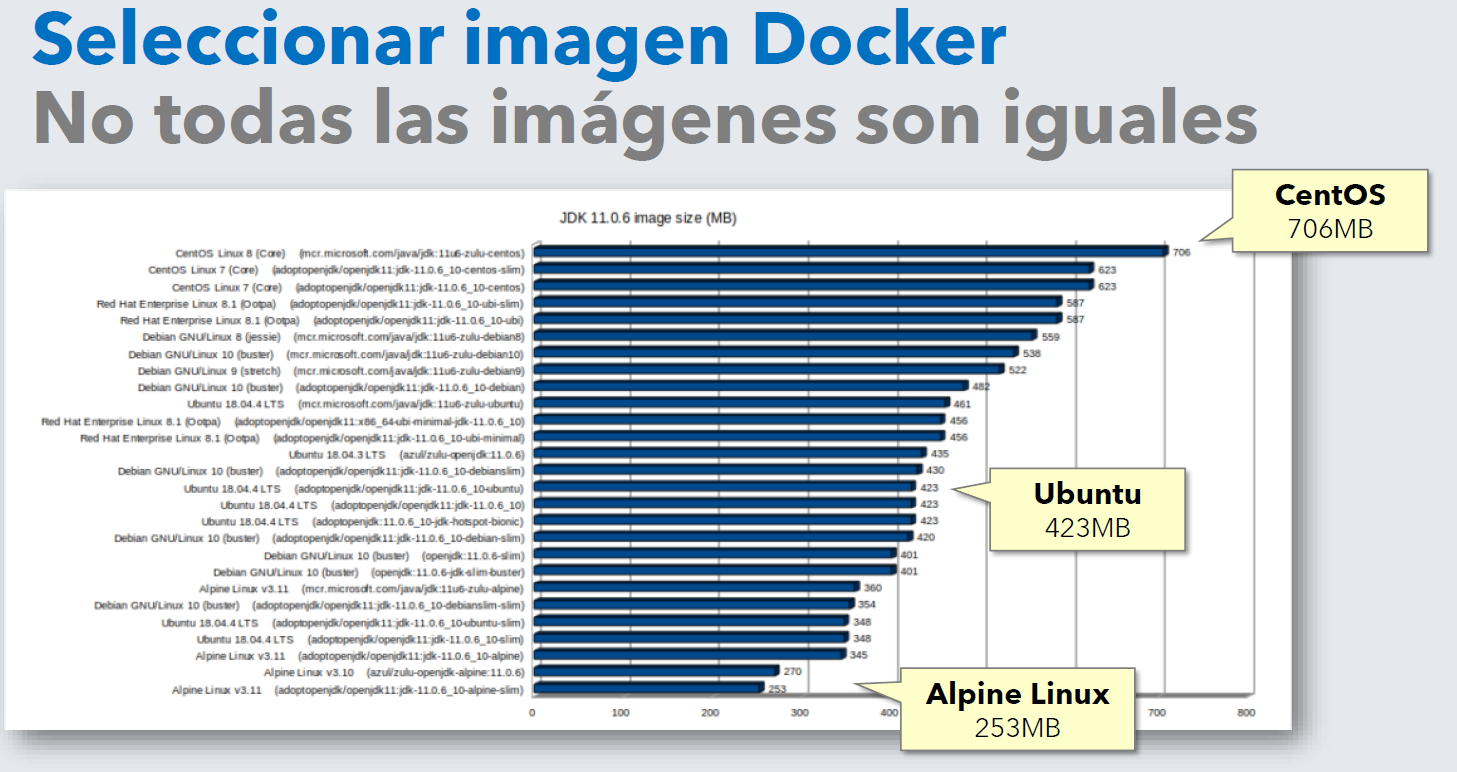 Seleccionar imagen Docker
No todas las imágenes son iguales
CentOS
706MB
JDK 11.0.6 image size (MB)
CentOS Linux 8 (Core) (mcr.microsoft.com/java/jdk:11u6-zulu-centos) 706
CentOS Linux 7 (Core) (adoptopenjdk/openjdk11:jdk-11.0.6_10-centos-slim) 623
CentOS Linux 7 (Core) (adoptopenjdk/openjdk11:jdk-11.0.6_10-centos) 623
Red Hat Enterprise Linux 8.1 (Ootpa) (adoptopenjdk/openjdk11:jdk-11.0.6_10-ubi-slim) 587
Red Hat Enterprise Linux 8.1 (Ootpa) (adoptopenjdk/openjdk11:jdk-11.0.6_10-ubi) 587
Debian GNU/Linux 8 (jessie) (mcr.microsoft.com/java/jdk:11u6-zulu-debian8) 559
Debian GNU/Linux 10 (buster) (mcr.microsoft.com/java/jdk:11u6-zulu-debian10) 538
Debian GNU/Linux 9 (stretch) (mcr.microsoft.com/java/jdk:11u6-zulu-debian9) 522
Debian GNU/Linux 10 (buster) (adoptopenjdk/openjdk11:jdk-11.0.6_10-debian) 482
Ubuntu 18.04.4 LTS (mcr.microsoft.com/java/jdk:11u6-zulu-ubuntu) 461
Red Hat Enterprise Linux 8.1 (Ootpa) (adoptopenjdk/openjdk11:x86_64-ubi-minimal-jdk-11.0.6_10) 456
Red Hat Enterprise Linux 8.1 (Ootpa) (adoptopenjdk/openjdk11:jdk-11.0.6_10-ubi-minimal) 456
Ubuntu 18.04.3 LTS (azul/zulu-openjdk:11.0.6) 435
Debian GNU/Linux 10 (buster) (adoptopenjdk/openjdk11:jdk-11.0.6_10-debianslim) 430
Ubuntu 18.04.4 LTS (adoptopenjdk/openjdk11:jdk-11.0.6_10-ubuntu) 423
Ubuntu 18.04.4 LTS (adoptopenjdk/openjdk11:jdk-11.0.6_10) 423
Ubuntu 18.04.4 LTS (adoptopenjdk:11.0.6_10-jdk-hotspot-bionic) 423
Debian GNU/Linux 10 (buster) (adoptopenjdk/openjdk11:jdk-11.0.6_10-debian-slim) 420
Debian GNU/Linux 10 (buster) (openjdk:11.0.6-slim) 401
Debian GNU/Linux 10 (buster) (openjdk:11.0.6-jdk-slim-buster) 401
Alpine Linux v3.11 (mcr.microsoft.com/java/jdk:11u6-zulu-alpine) 360
Debian GNU/Linux 10 (buster) (adoptopenjdk/openjdk11:jdk-11.0.6_10-debianslim-slim) 354
Ubuntu 18.04.4 LTS (adoptopenjdk/openjdk11:jdk-11.0.6_10-ubuntu-slim) 348
Ubuntu 18.04.4 LTS (adoptopenjdk/openjdk11:jdk-11.0.6_10-slim) 348
Alpine Linux v3.11 (adoptopenjdk/openjdk11:jdk-11.0.6_10-alpine) 345
Alpine Linux v3.10 (azul/zulu-openjdk-alpine:11.0.6) 270
Alpine Linux v3.11 (adoptopenjdk/openjdk11:jdk-11.0.6_10-alpine-slim) 253
Ubuntu
423MB
Alpine Linux
253MB
0 100 200 300 400 700 800